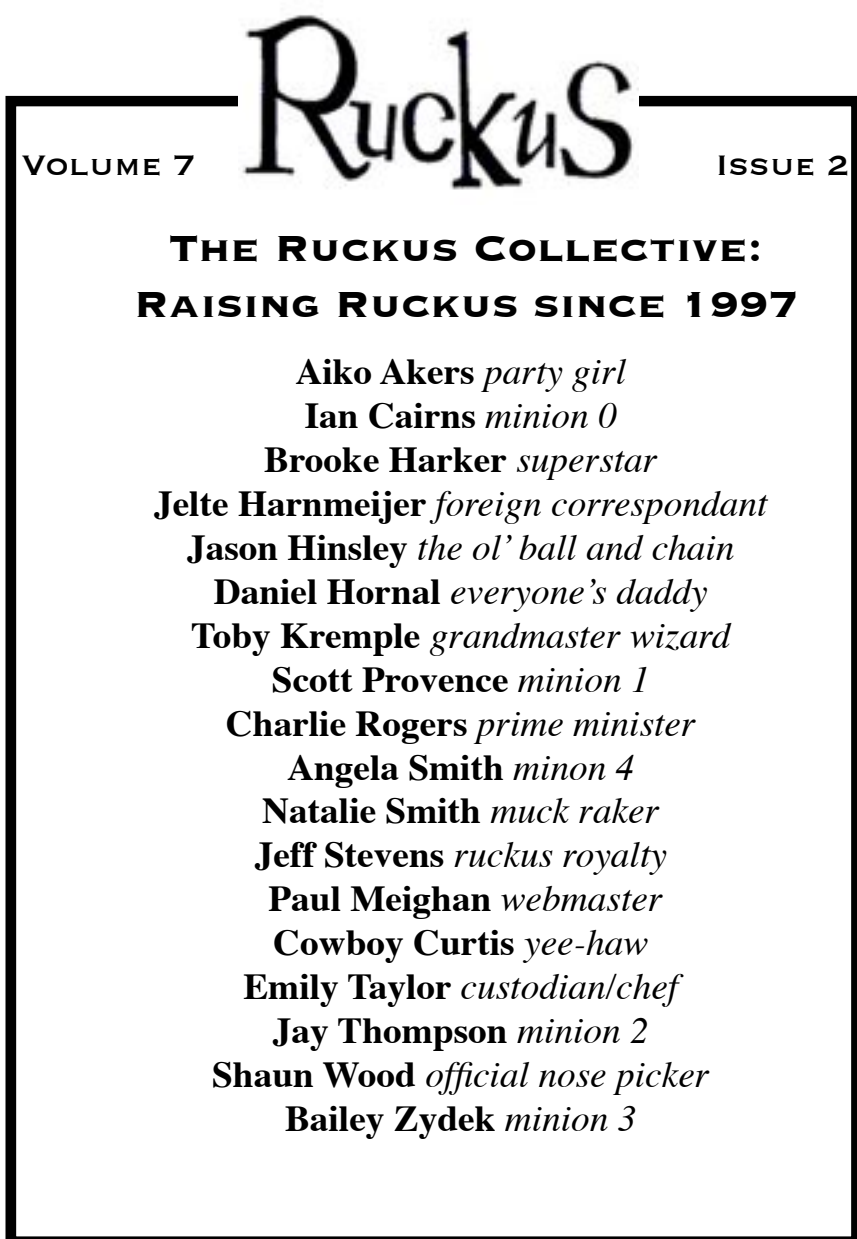 RuckuS
Volume 7
Issue 2
The Ruckus Collective:
Raising Ruckus since 1997
Aiko Akers party girl
Ian Cairns minion 0
Brooke Harker superstar
Jelte Harnmeijer foreign correspondant
Jason Hinsley the ol' ball and chain
Daniel Hornal everyone's daddy
Toby Kremple grandmaster wizard
Scott Provence minion 1
Charlie Rogers prime minister
Angela Smith minon 4
Natalie Smith muck raker
Jeff Stevens ruckus royalty
Paul Meighan webmaster
Cowboy Curtis yee-haw
Emily Taylor custodian/chef
Jay Thompson minion 2
Shaun Wood official nose picker
Bailey Zydek minion 3